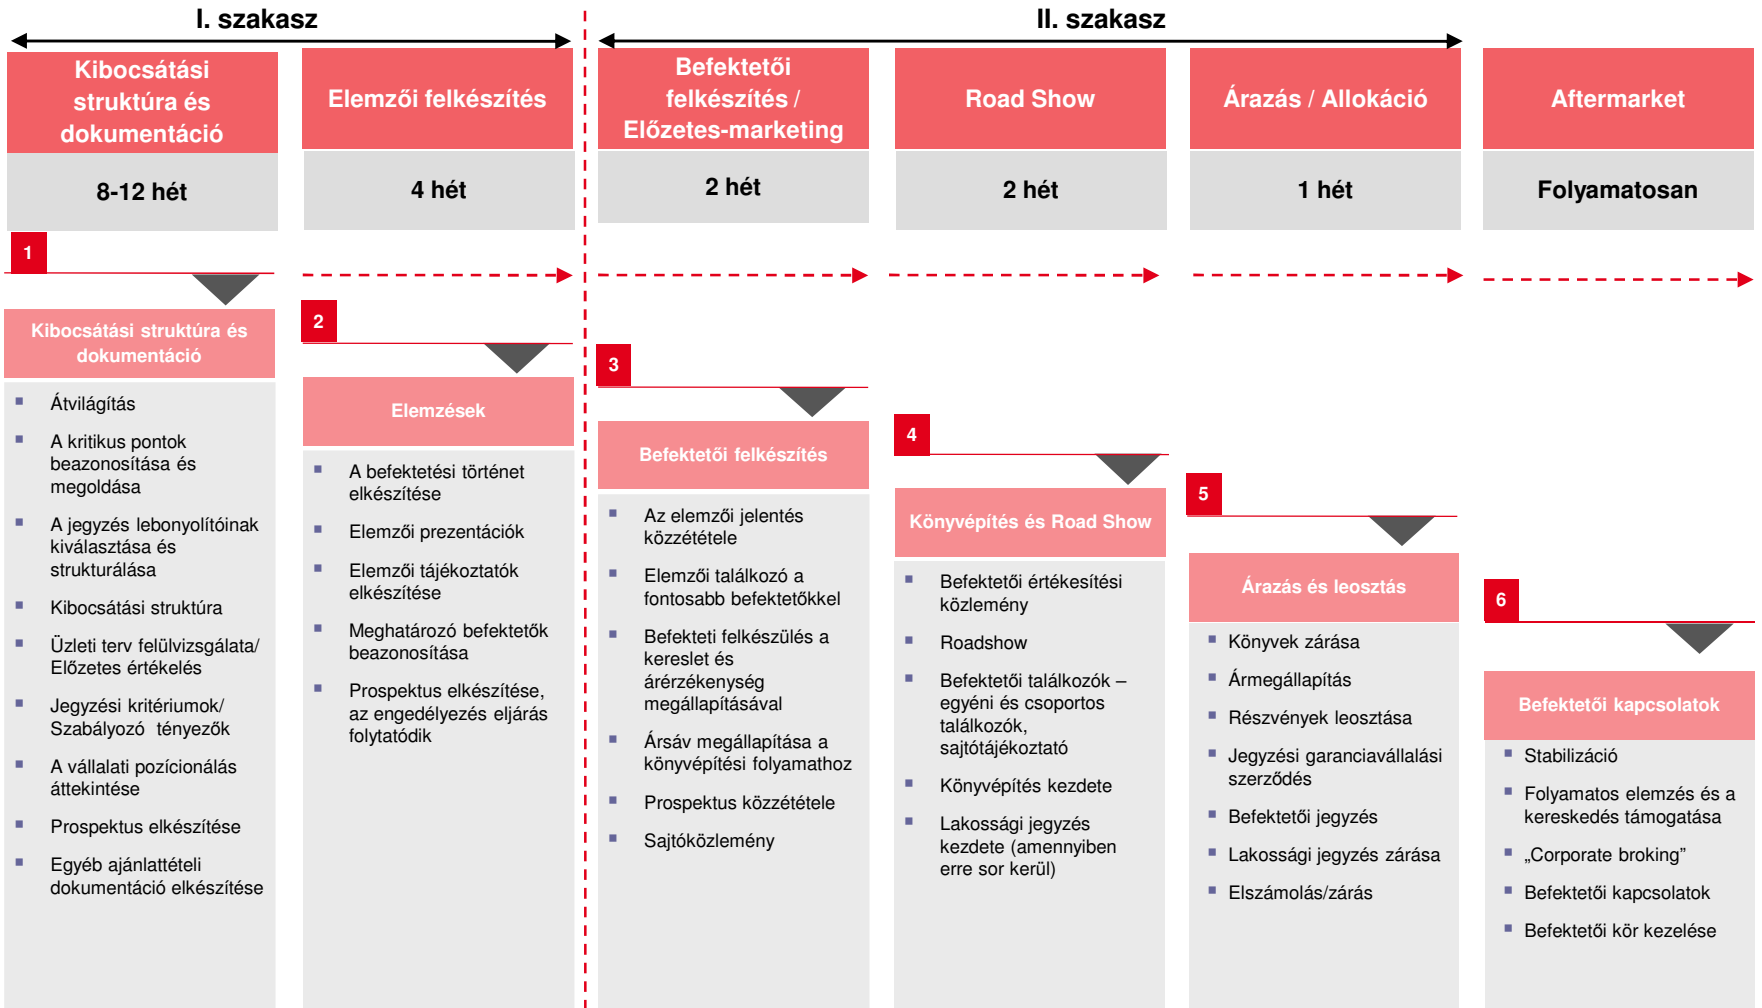 I. szakasz
II. szakasz
Kibocsátási
struktúra és
dokumentáció
8-12 hét
Elemzői felkészítés
4 hét
Befektetői
felkészítés /
Előzetes-marketing
2 hét
Road Show
2 hét
Árazás / Allokáció
1 hét
Aftermarket
Folyamatosan
1
Kibocsátási struktúra és
dokumentáció
Átvilágítás
A kritikus pontok
beazonosítása és
megoldása
A jegyzés lebonyolítóinak
kiválasztása és
strukturálása
Kibocsátási struktúra
Üzleti terv felülvizsgálata/
Előzetes értékelés
Jegyzési kritériumok/
Szabályozó tényezők
A vállalati pozícionálás
áttekintése
Prospektus elkészítése
Egyéb ajánlattételi
dokumentáció elkészítése
2
Elemzések
A befektetési történet
elkészítése
Elemzői prezentációk
Elemzői tájékoztatók
elkészítése
Meghatározó befektetők
beazonosítása
Prospektus elkészítése,
az engedélyezés eljárás
folytatódik
3
Befektetői felkészítés
Az elemzői jelentés
közzététele
Elemzői találkozó a
fontosabb befektetőkkel
Befekteti felkészülés a
kereslet és
árérzékenység
megállapításával
Ársáv megállapítása a
könyvépítési folyamathoz
Prospektus közzététele
Sajtóközlemény
4
Könyvépítés és Road Show
Befektetői értékesítési
közlemény
Roadshow
Befektetői találkozók –
egyéni és csoportos
találkozók,
sajtótájékoztató
Könyvépítés kezdete
Lakossági jegyzés
kezdete (amennyiben
erre sor kerül)
5
Árazás és leosztás
Könyvek zárása
Ármegállapítás
Részvények leosztása
Jegyzési garanciavállalási
szerződés
Befektetői jegyzés
Lakossági jegyzés zárása
Elszámolás/zárás
6
Befektetői kapcsolatok
Stabilizáció
Folyamatos elemzés és a
kereskedés támogatása
„Corporate broking”
Befektetői kapcsolatok
Befektetői kör kezelése